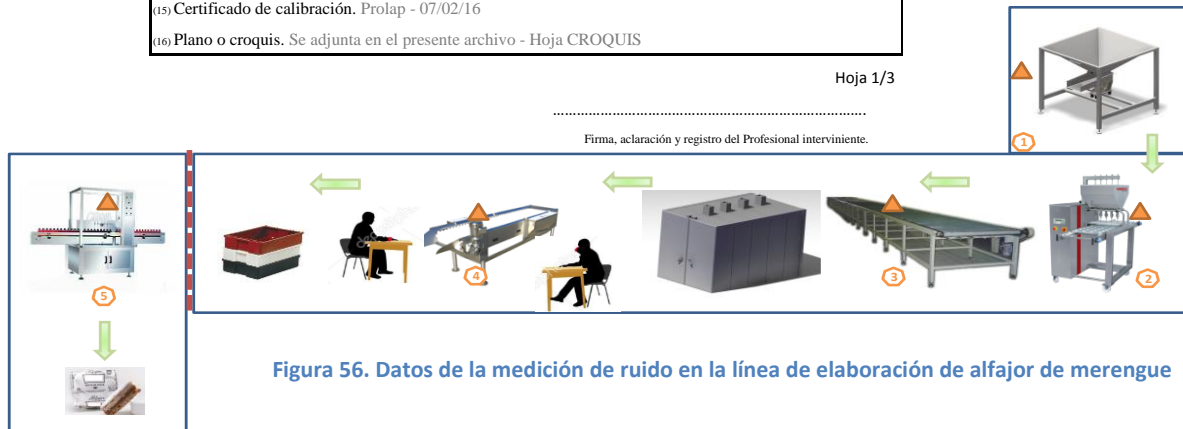 (15) Certificado de calibración. Prolap - 07/02/16
(16) Plano o croquis. Se adjunta en el presente archivo - Hoja CROQUIS
Hoja 1/3
……………………………………………………………………….
Firma, aclaración y registro del Profesional interviniente.
1
5
4
3
2
Figura 56. Datos de la medición de ruido en la línea de elaboración de alfajor de merengue